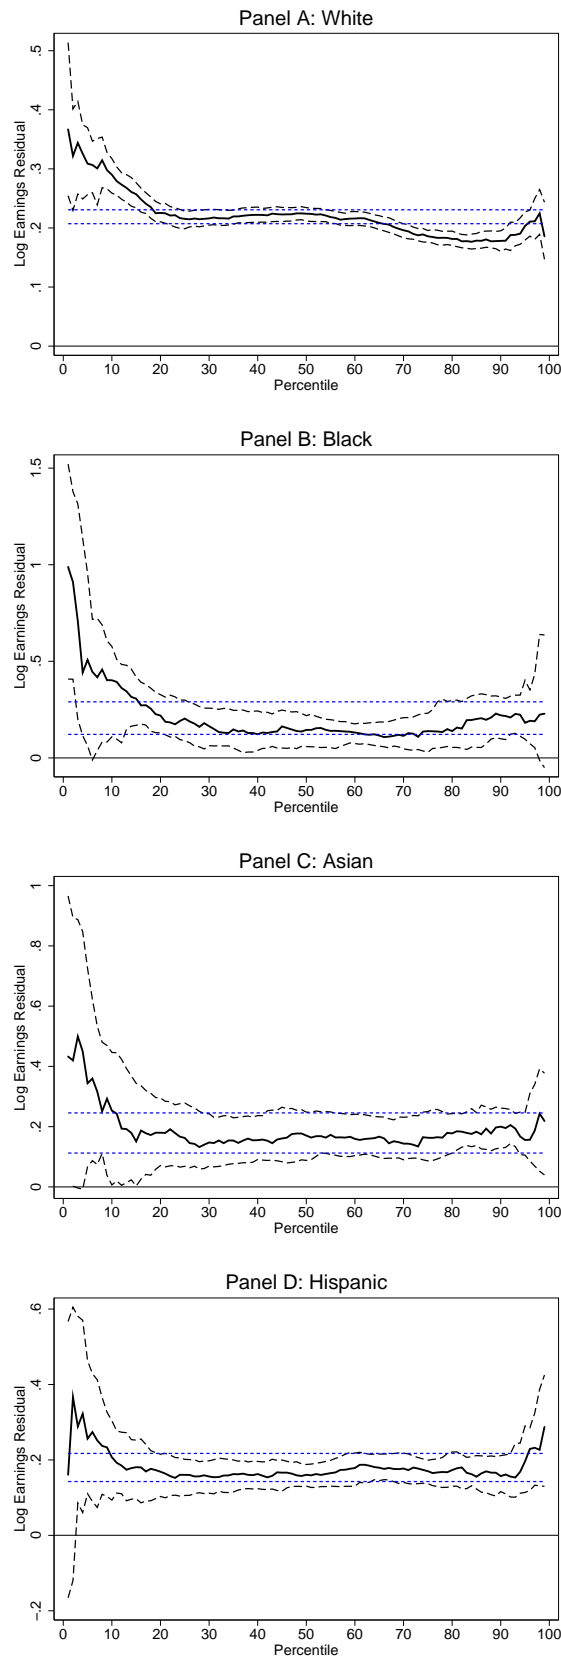 Panel A: White
Log Earnings Residual
.5
.4
.3
.2
.1
0
0 10 20 30 40 50 60 70 80 90 100
Percentile
Panel B: Black
Log Earnings Residual
1.5
1
.5
0
0 10 20 30 40 50 60 70 80 90 100
Percentile
Panel C: Asian
Log Earnings Residual
1
.8
.6
.4
.2
0
0 10 20 30 40 50 60 70 80 90 100
Percentile
Panel D: Hispanic
Log Earnings Residual
.6
.4
.2
0
-.2
0 10 20 30 40 50 60 70 80 90 100
Percentile